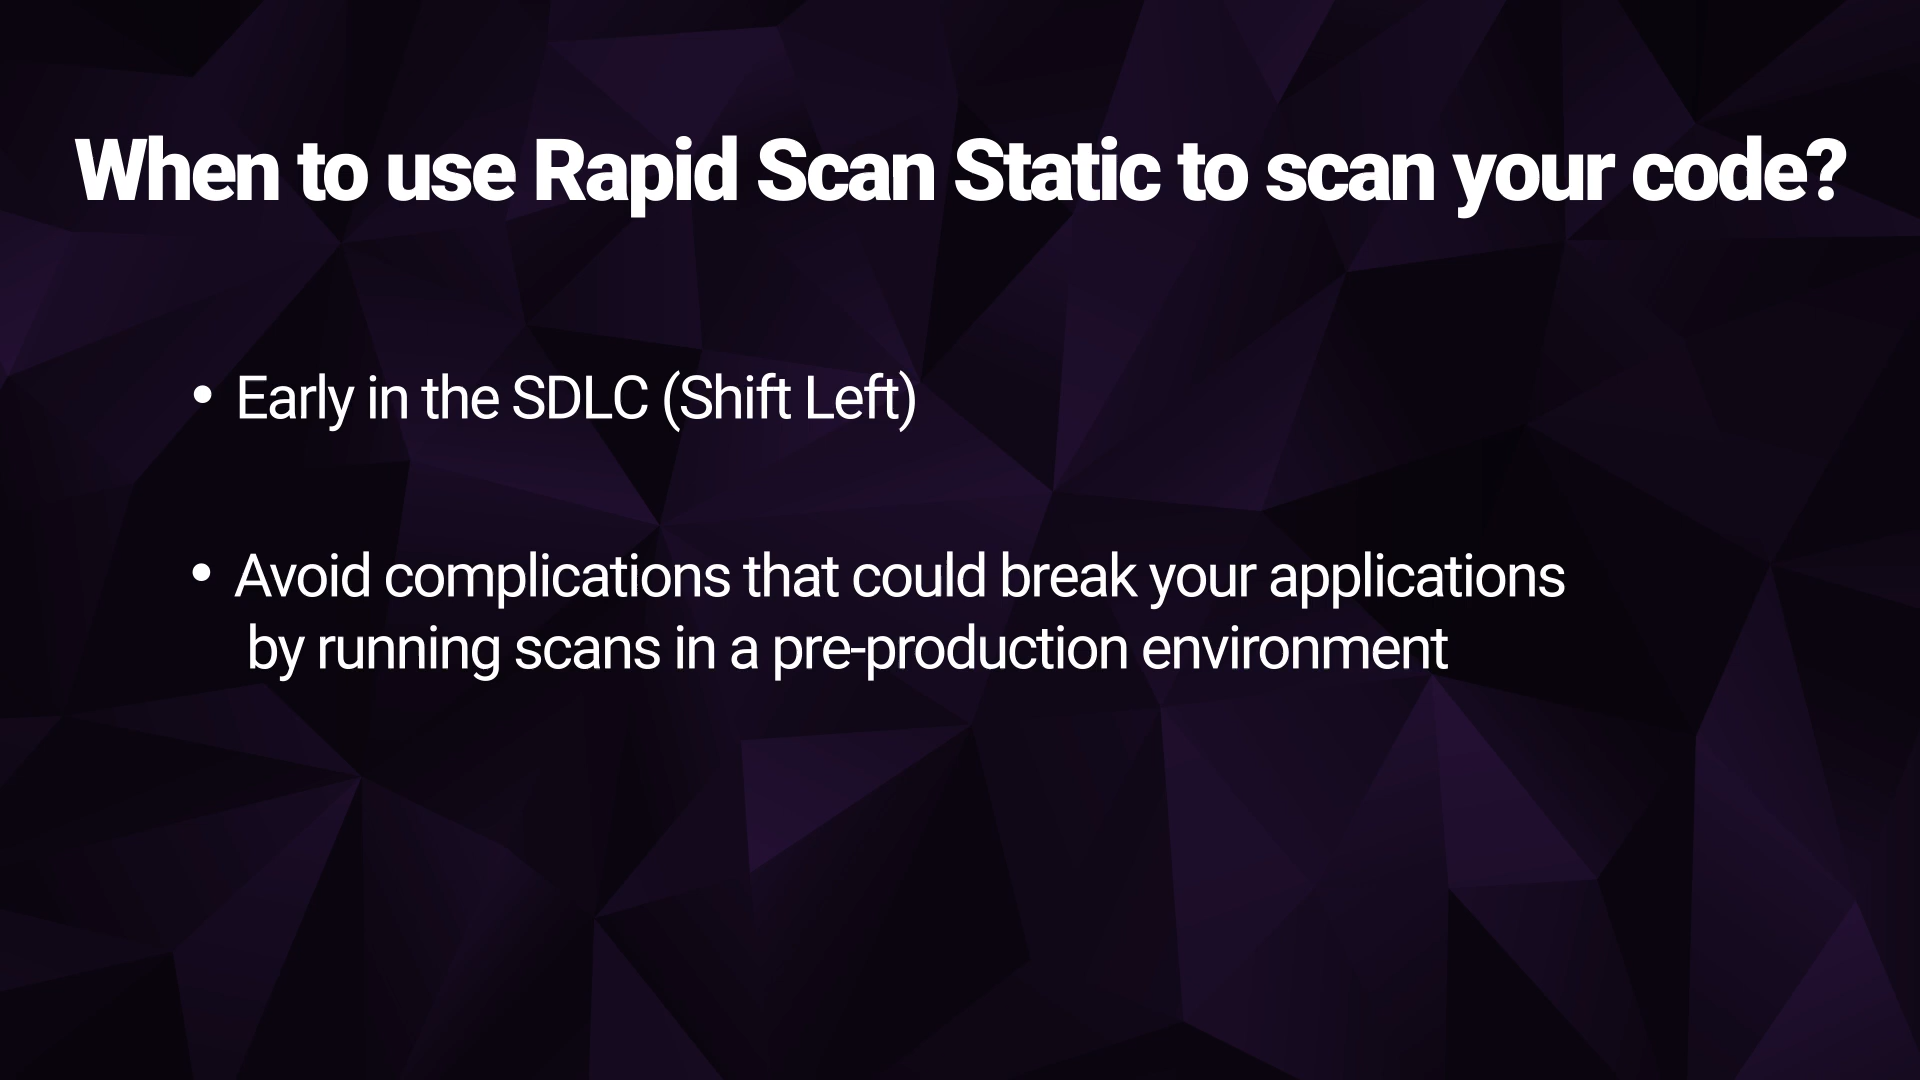 When to use Rapid Scan Static to scan your code?
• Early in the SDLC (Shift Left)
• Avoid complications that could break your applications
by running scans in a pre-production environment